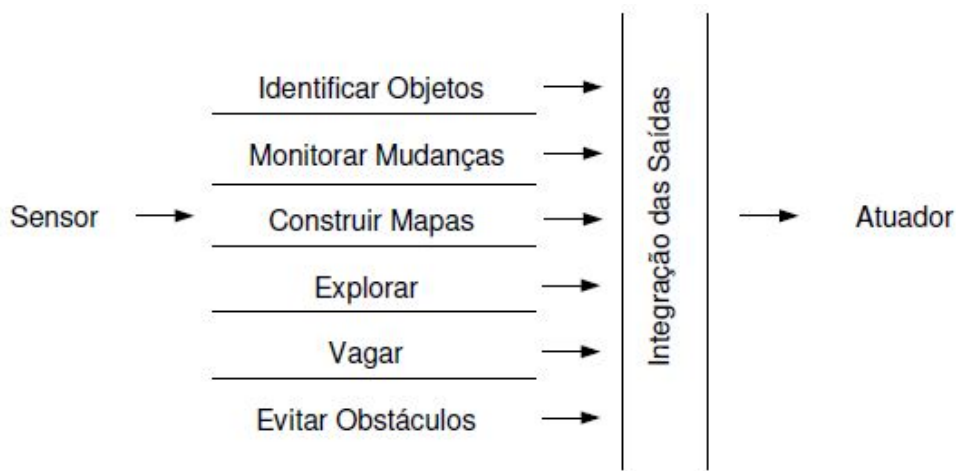 Identificar Objetos
Monitorar Mudanças
Sensor
Construir Mapas
Explorar
Vagar
Evitar Obstáculos
Integração das Saídas
Atuador